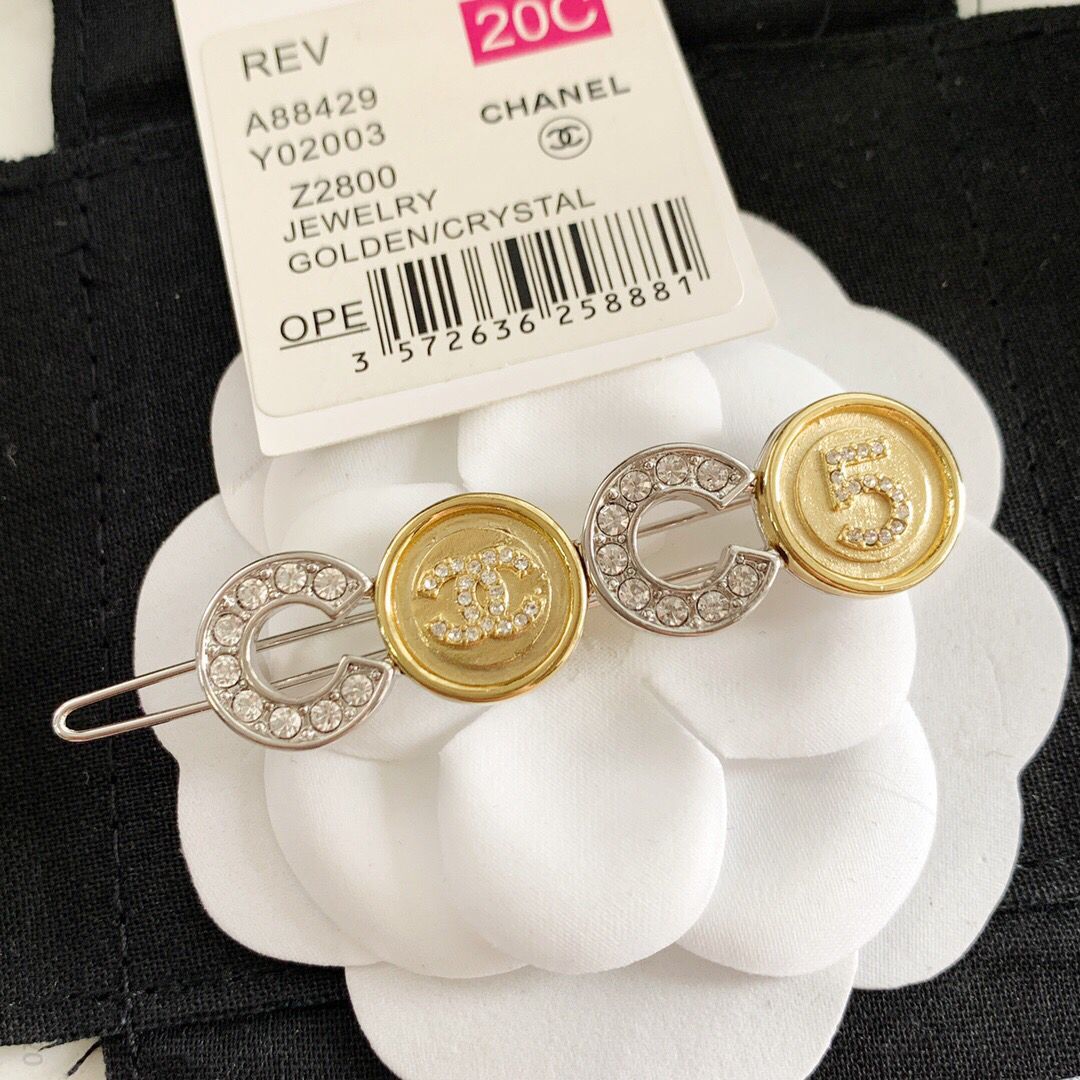 REV
20C
A88429
Y02003
CHANEL
Z2800
JEWELRY
GOLDEN/CRYSTAL
OPE
3 572636 258881
C
C
5